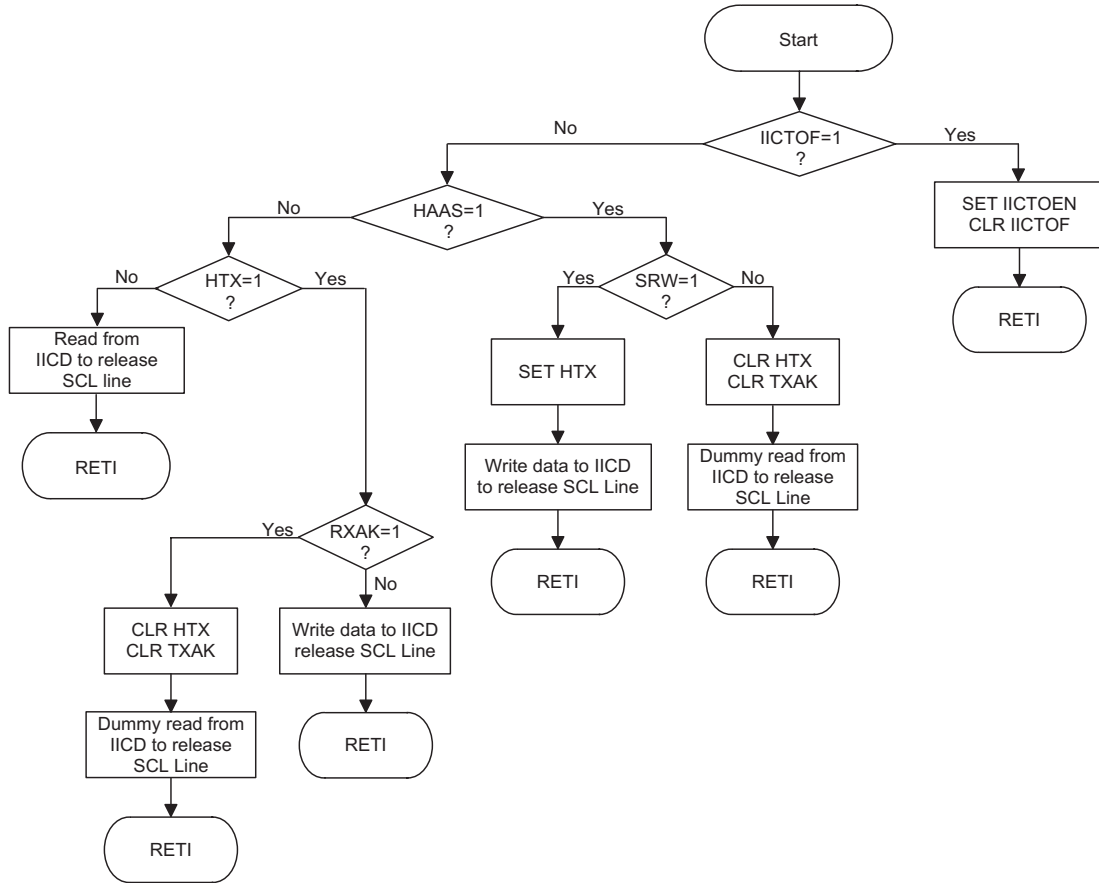 Start
No
IICTOF=1
?
Yes
SET IICTOEN
CLR IICTOF
RETI
No
HAAS=1
?
Yes
No
HTX=1
?
Yes
Yes
SRW=1
?
No
Read from
IICD to release
SCL line
RETI
SET HTX
CLR HTX
CLR TXAK
Write data to IICD
to release SCL Line
Dummy read from
IICD to release
SCL Line
RETI
RETI
Yes
RXAK=1
?
No
CLR HTX
CLR TXAK
Write data to IICD
release SCL Line
Dummy read from
IICD to release
SCL Line
RETI
RETI